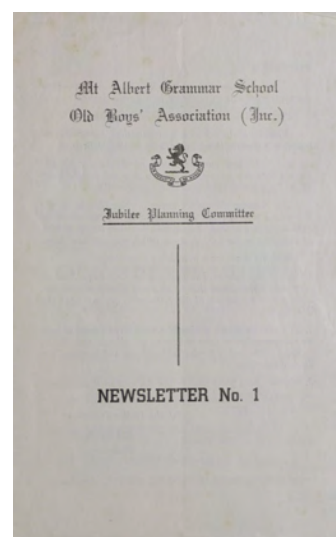 Mt Albert Grammar School
Old Boys' Association (Inc.)
Jubilee Planning Committee
NEWSLETTER No. 1